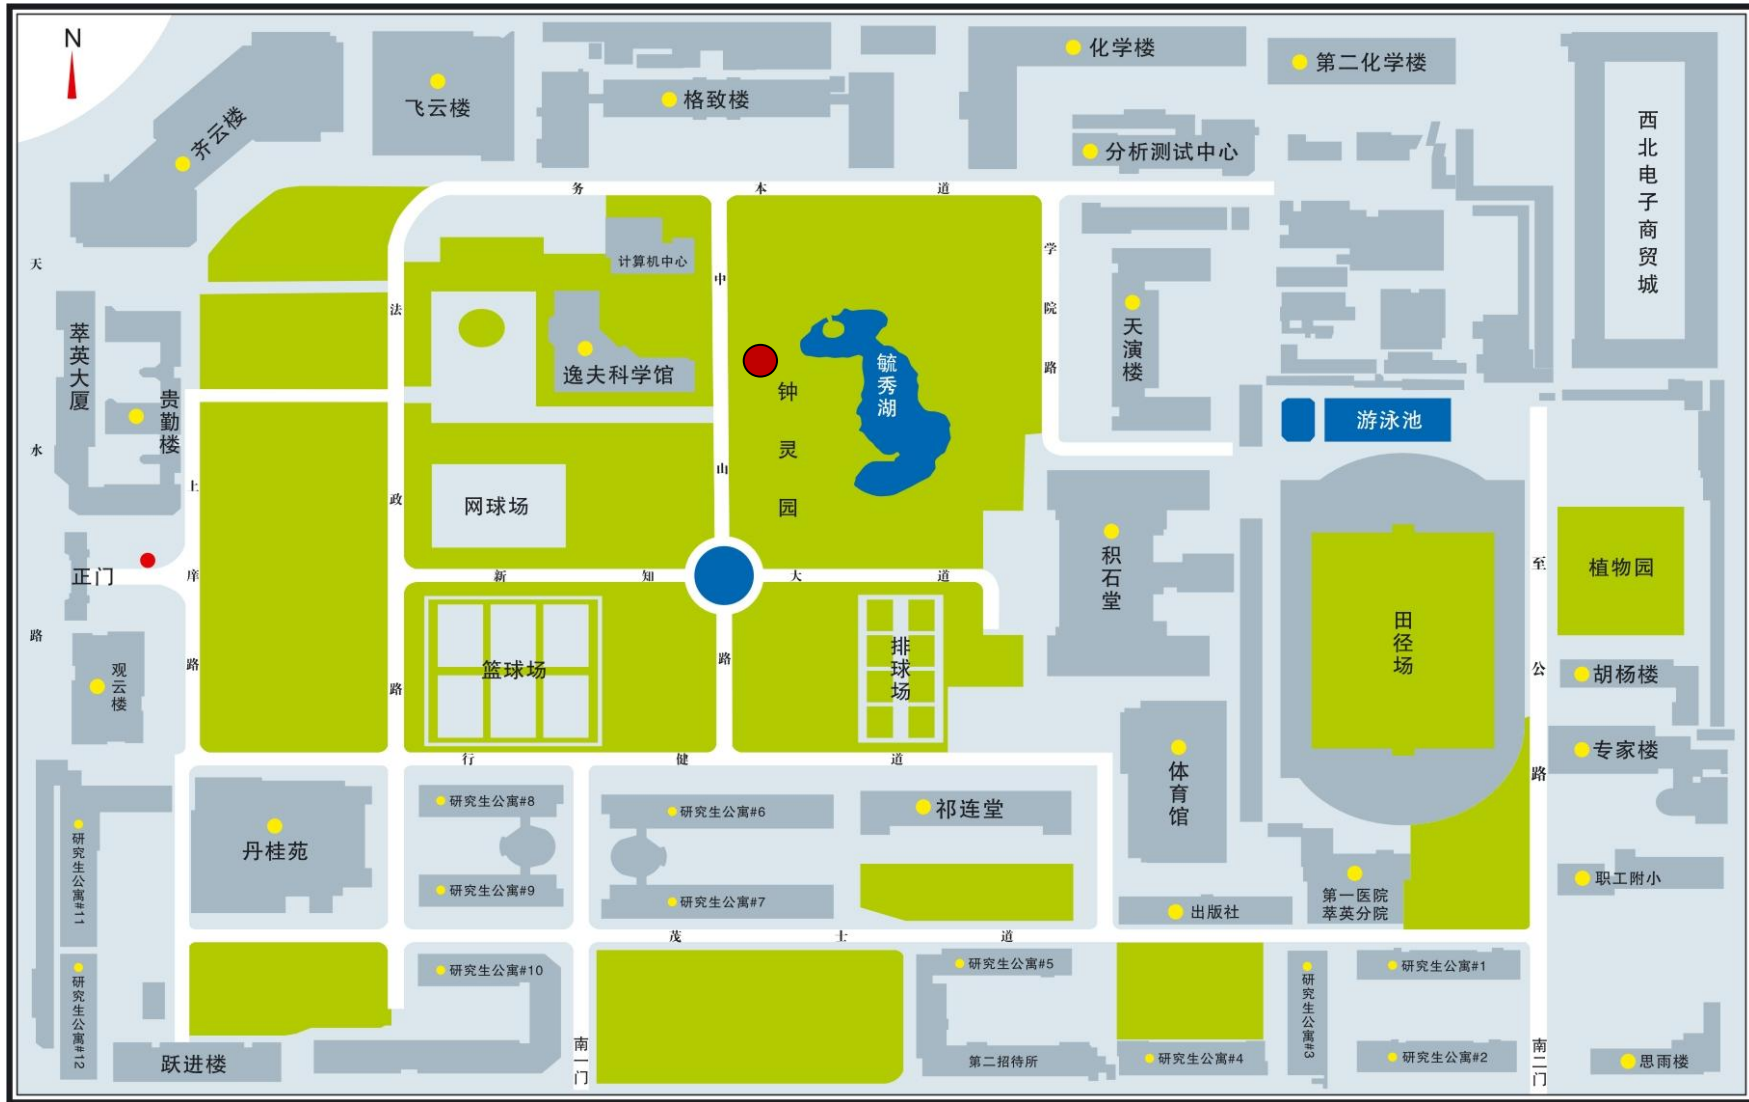 N
齐云楼
飞云楼
格致楼
化学楼
第二化学楼
分析测试中心
西北电子商贸城
务本道
天水路
计算机中心
中山路
法政路
学院路
天演楼
萃英大厦
贵勤楼
逸夫科学馆
钟灵园
毓秀湖
游泳池
上庠路
网球场
正门
新知大道
积石堂
田径场
至公路
植物园
观云楼
篮球场
排球场
胡杨楼
行健道
体育馆
专家楼
研究生公寓#11
丹桂苑
研究生公寓#8
研究生公寓#6
祁连堂
研究生公寓#9
研究生公寓#7
出版社
第一医院
萃英分院
职工附小
茂士道
研究生公寓#12
研究生公寓#10
研究生公寓#5
研究生公寓#3
研究生公寓#1
跃进楼
南一门
第二招待所
研究生公寓#4
研究生公寓#2
南二门
思雨楼